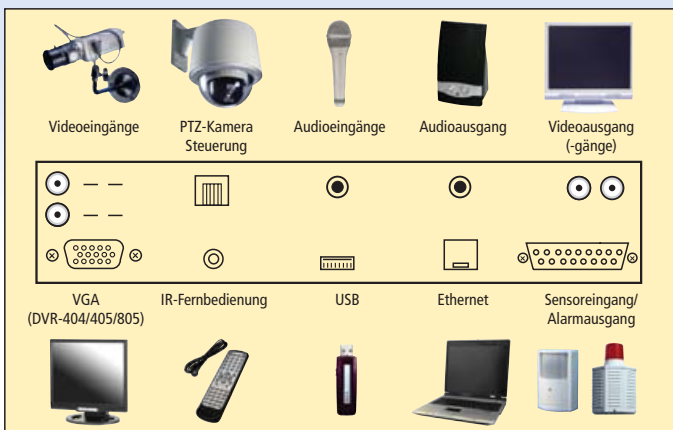 Videoeingänge
PTZ-Kamera
Steuerung
Audioeingänge
Audioausgang
Videoausgang
(-gänge)
VGA
(DVR-404/405/805)
IR-Fernbedienung
USB
Ethernet
Sensoreingang/
Alarmausgang